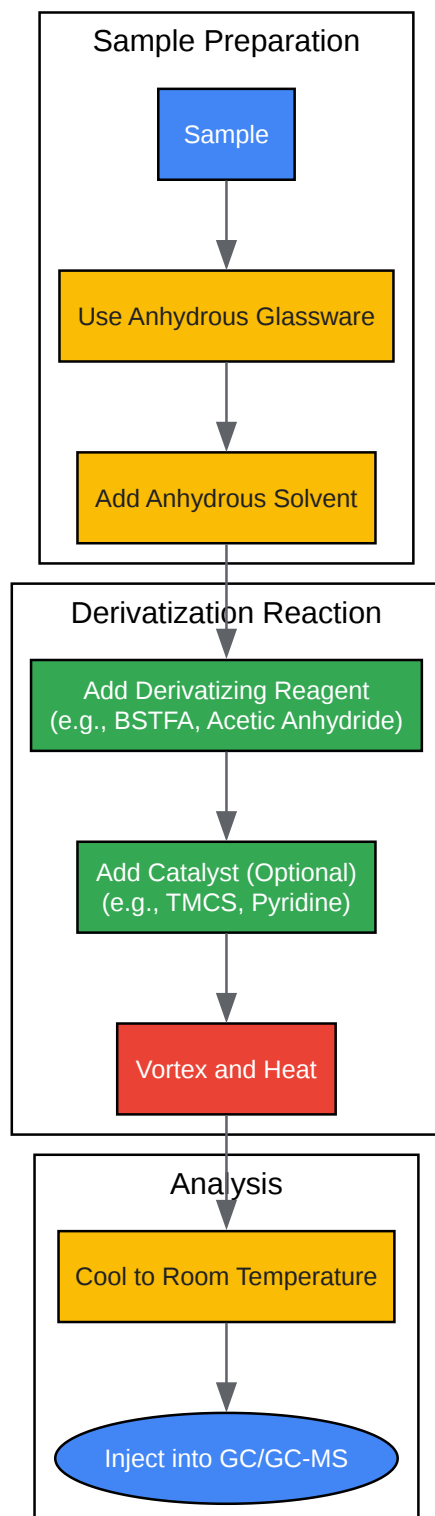 Sample Preparation
Sample
Use Anhydrous Glassware
Add Anhydrous Solvent
Derivatization Reaction
Add Derivatizing Reagent
(e.g., BSTFA, Acetic Anhydride)
Add Catalyst (Optional)
(e.g., TMCS, Pyridine)
Vortex and Heat
Analysis
Cool to Room Temperature
Inject into GC/GC-MS